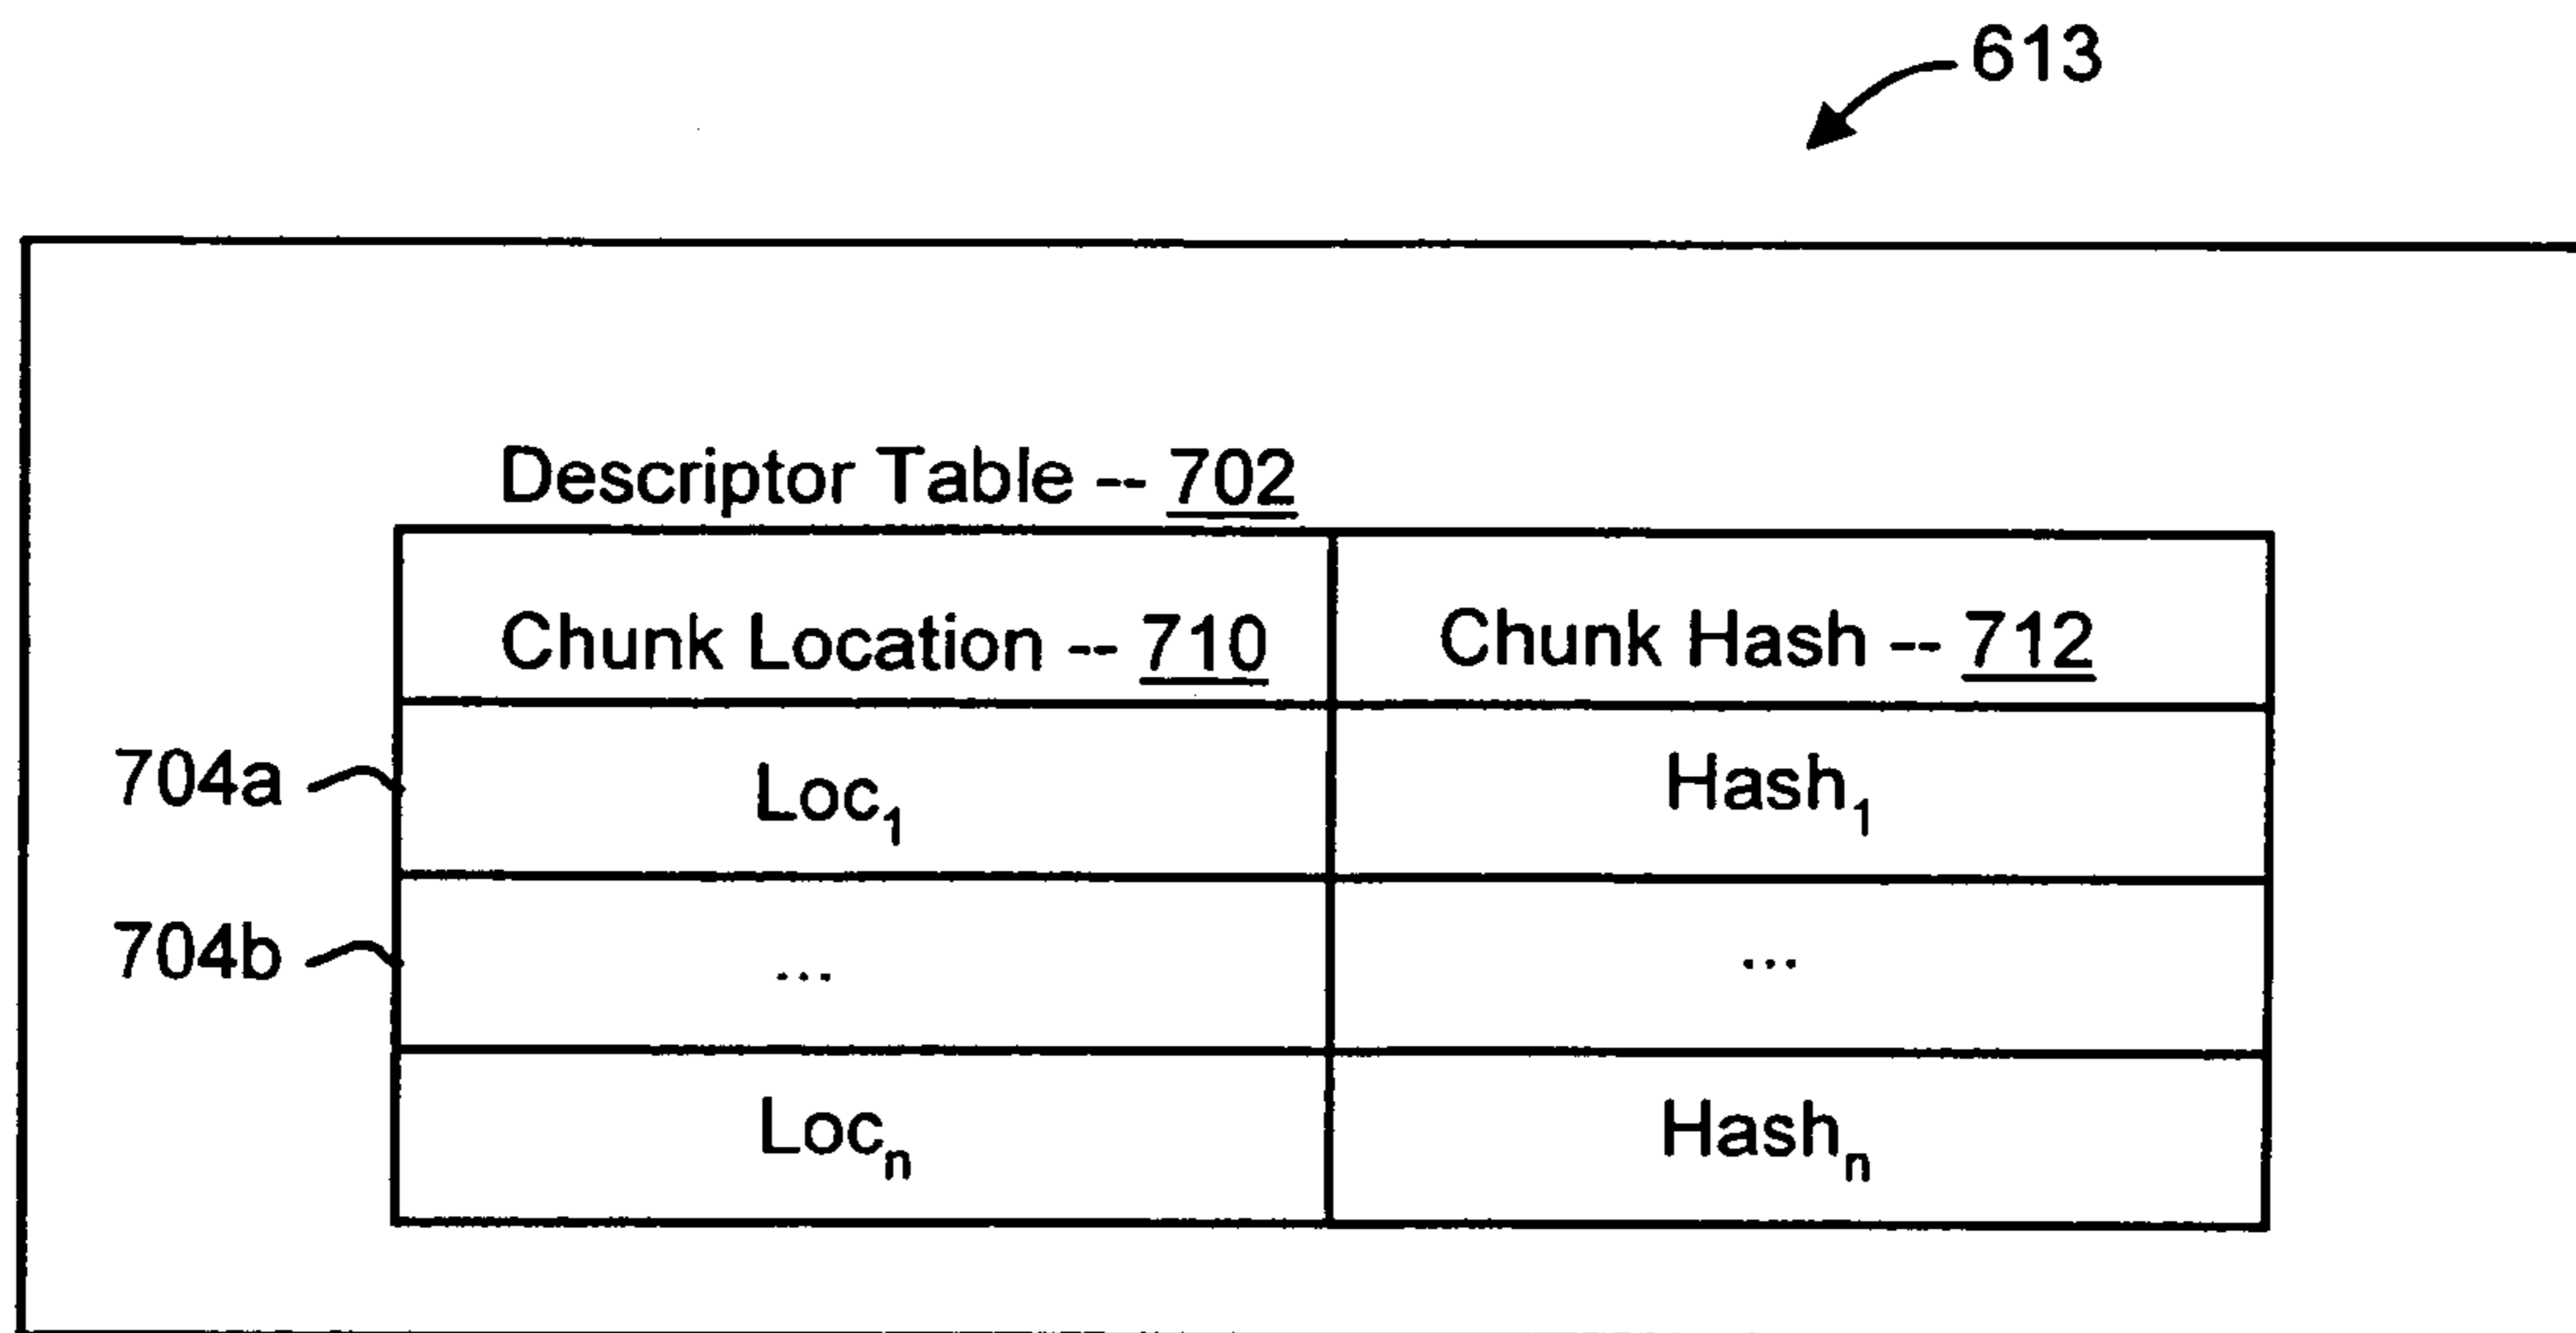 613
Descriptor Table -- 702
Chunk Location -- 710 Chunk Hash -- 712
704a Loc1 Hash1
704b ... ...
Locn Hashn